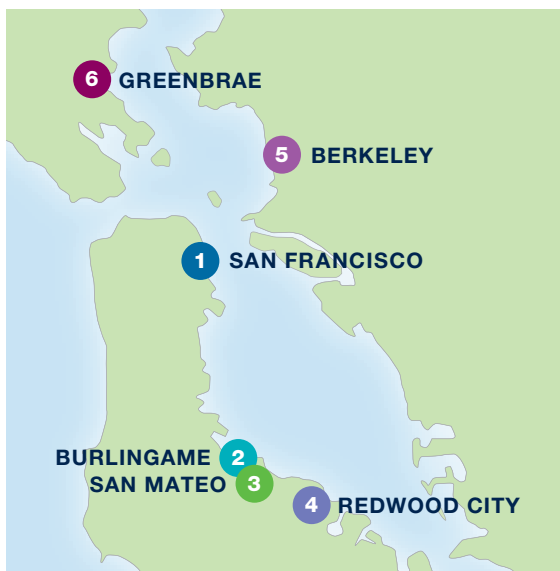 6 GREENBRAE
5 BERKELEY
1 SAN FRANCISCO
BURLINGAME 2
SAN MATEO 3
4 REDWOOD CITY